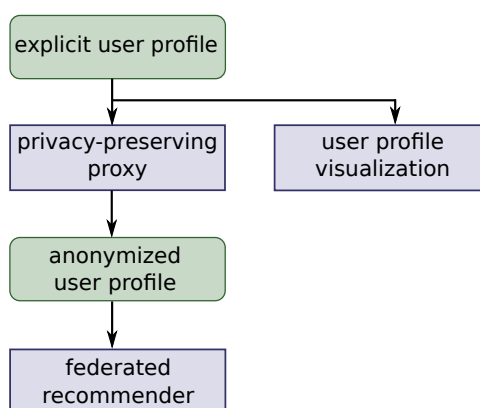 explicit user profile
privacy-preserving
proxy
user profile
visualization
anonymized
user profile
federated
recommender